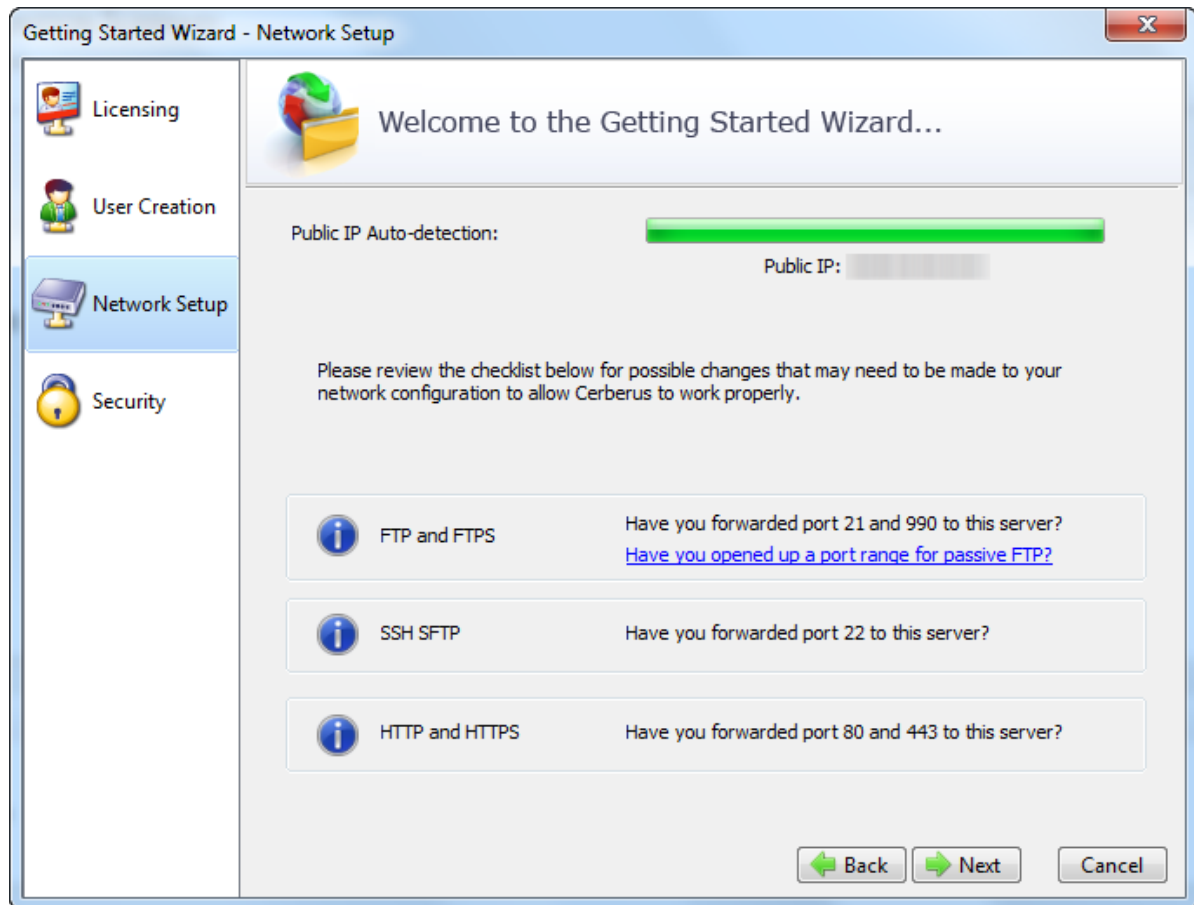 Getting Started Wizard - Network Setup
Licensing
User Creation
Network Setup
Security
Welcome to the Getting Started Wizard...
Public IP Auto-detection:
Public IP:
Please review the checklist below for possible changes that may need to be made to your
network configuration to allow Cerberus to work properly.
FTP and FTPS
Have you forwarded port 21 and 990 to this server?
Have you opened up a port range for passive FTP?
SSH SFTP
Have you forwarded port 22 to this server?
HTTP and HTTPS
Have you forwarded port 80 and 443 to this server?
Back
Next
Cancel